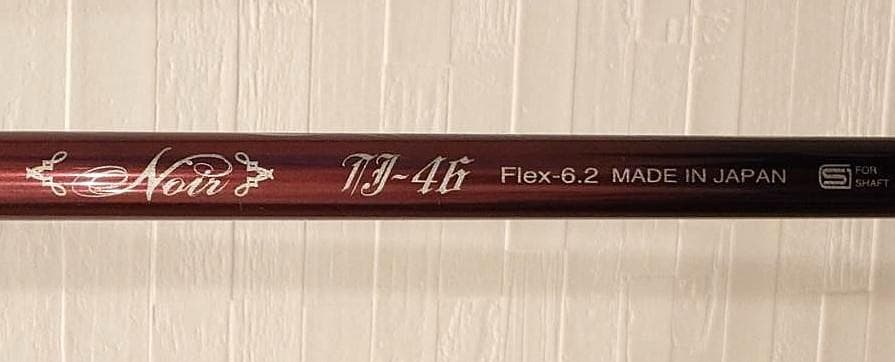 Noir TJ-46 Flex-6.2 MADE IN JAPAN S FOR
SHAFT